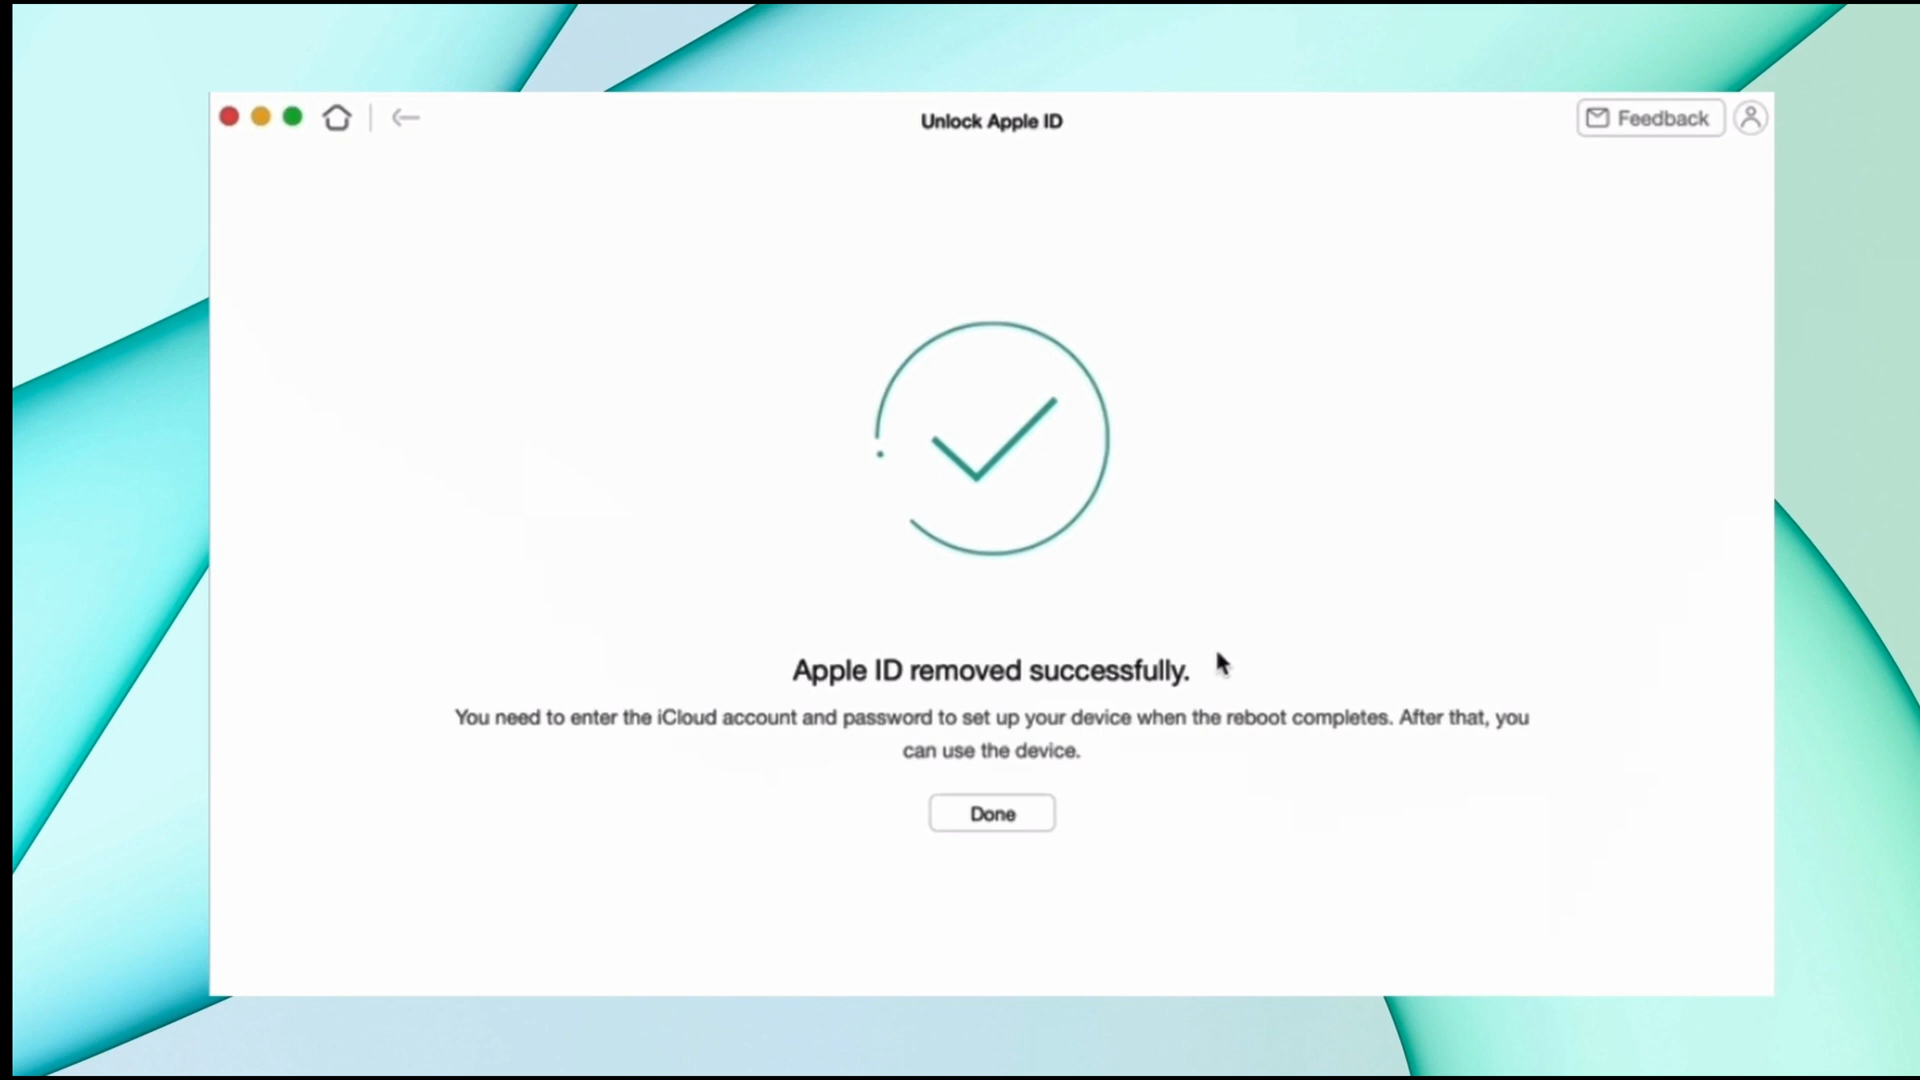 Unlock Apple ID
Feedback
Apple ID removed successfully.
You need to enter the iCloud account and password to set up your device when the reboot completes. After that, you
can use the device.
Done